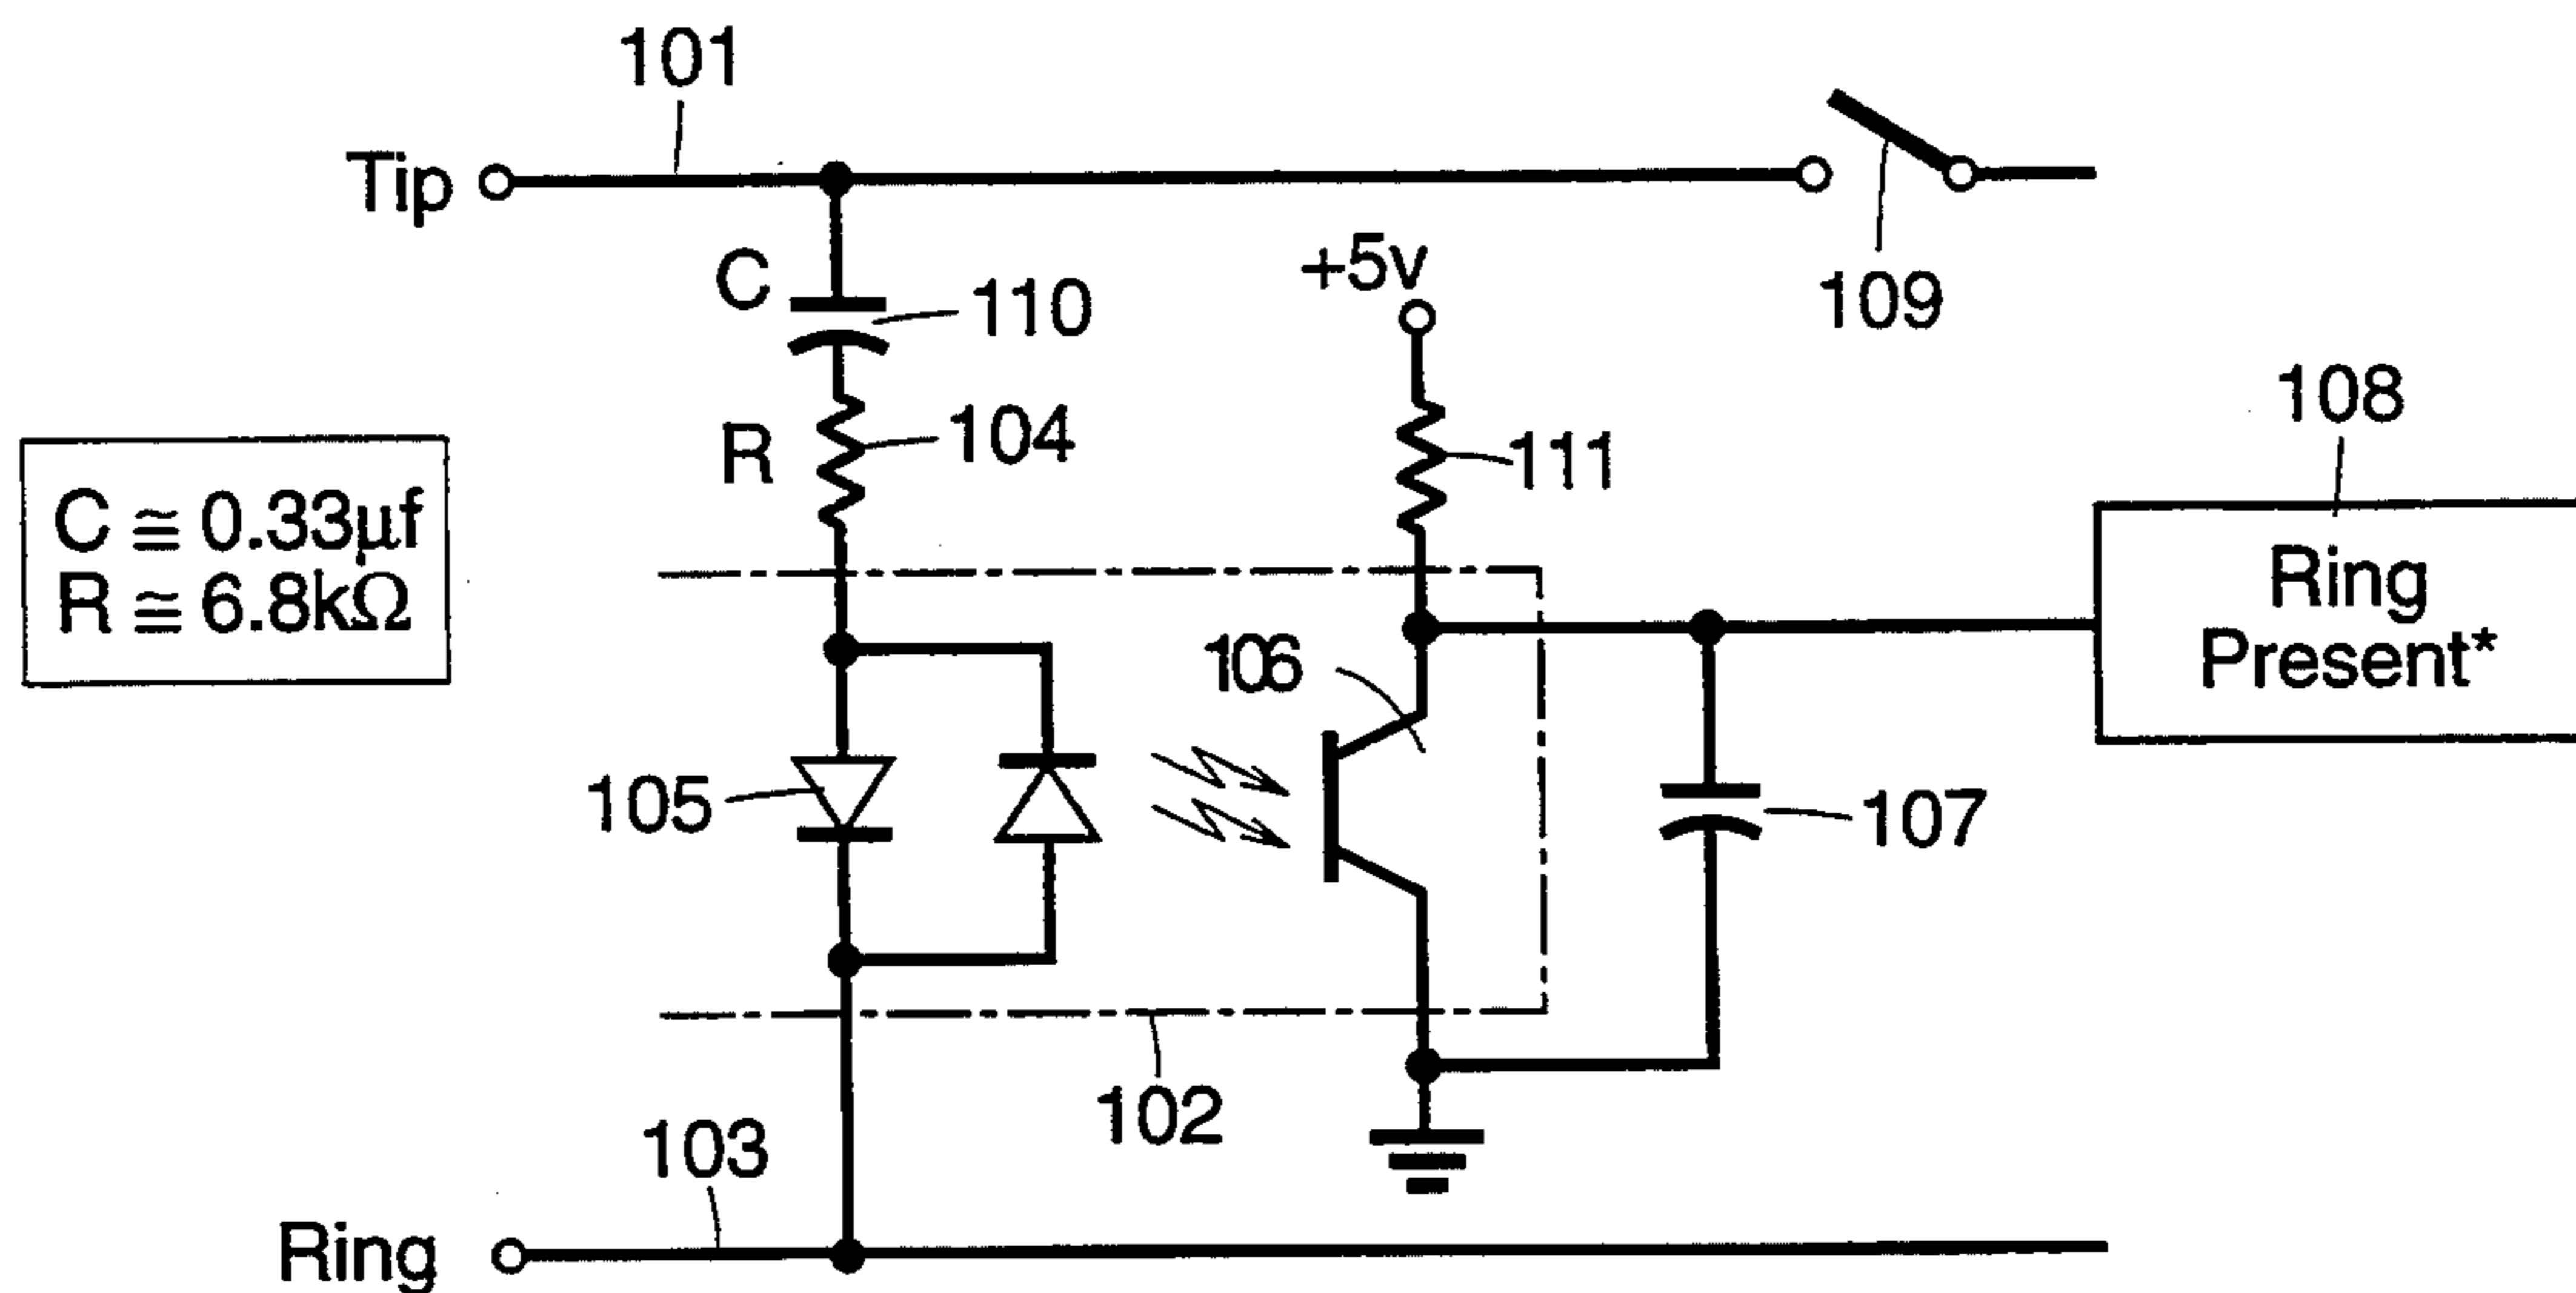 101
Tip
C
110
+5v
109
R
104
111
108
C ≅ 0.33µf
R ≅ 6.8kΩ
Ring
Present*
106
105
107
102
103
Ring